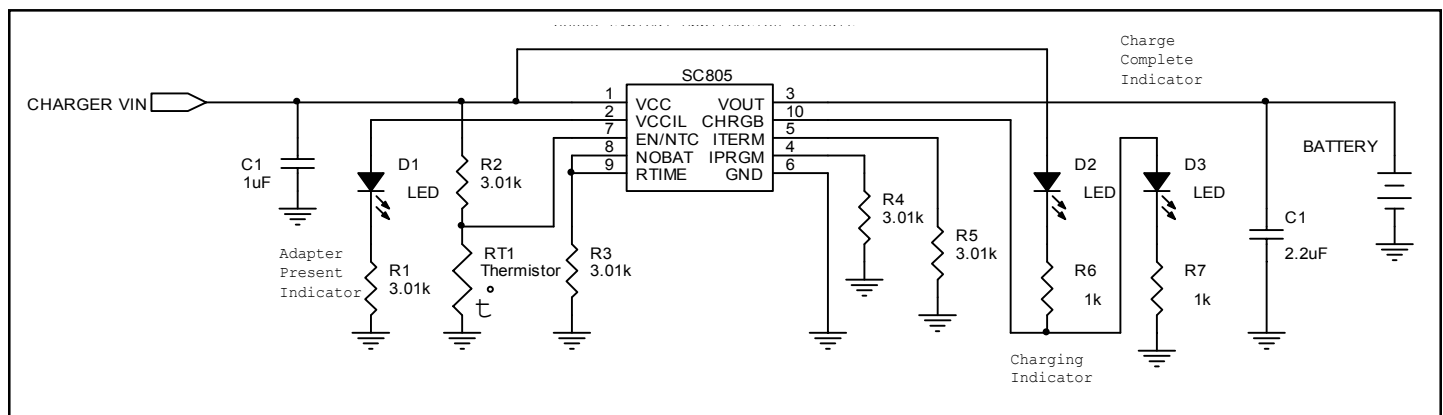 Charge
Complete
Indicator
SC805
CHARGER VIN
1 VCC VOUT 3
2 VCCIL CHRGB 10
7 EN/NTC ITERM 5
8 NOBAT IPRGM 4
9 RTIME GND 6
C1
1uF
D1
LED
R2
3.01k
D2
LED
D3
LED
BATTERY
R4
3.01k
R5
3.01k
C1
2.2uF
Adapter
Present
Indicator
R1
3.01k
RT1
Thermistor
t°
R3
3.01k
R6
1k
R7
1k
Charging
Indicator